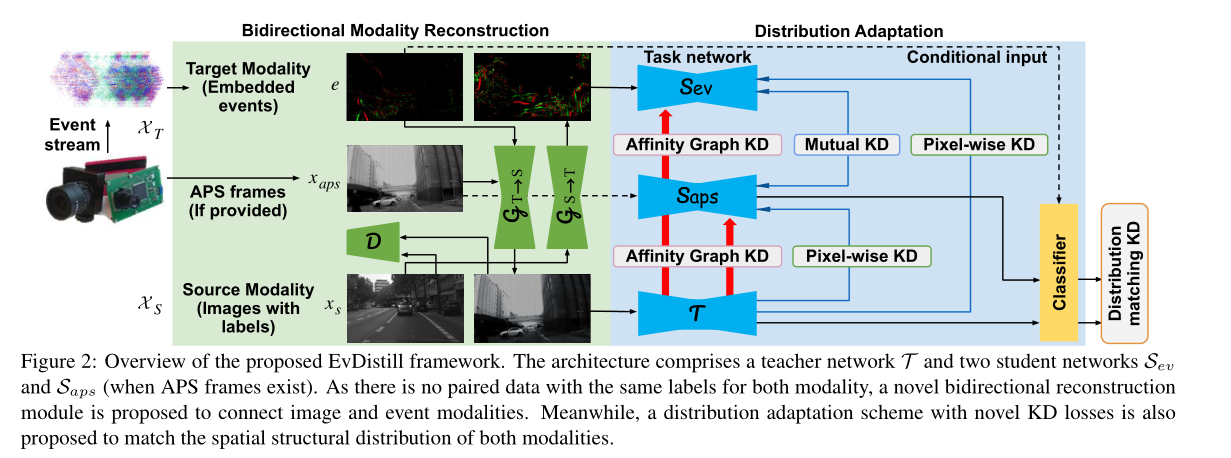 Bidirectional Modality Reconstruction
Distribution Adaptation
Target Modality
(Embedded
events)
e
Task network
Conditional input
𝒮ev
Event
stream
𝒳_T
Affinity Graph KD
Mutual KD
Pixel-wise KD
APS frames
(If provided)
x_aps
𝒢 T→S
𝒢 S→T
𝒮aps
𝒟
Affinity Graph KD
Pixel-wise KD
Classifier
Distribution
matching KD
𝒳_S
Source Modality
(Images with
labels)
x_s
𝒯
Figure 2: Overview of the proposed EvDistill framework. The architecture comprises a teacher network 𝒯 and two student networks 𝒮_ev
and 𝒮_aps (when APS frames exist). As there is no paired data with the same labels for both modality, a novel bidirectional reconstruction
module is proposed to connect image and event modalities. Meanwhile, a distribution adaptation scheme with novel KD losses is also
proposed to match the spatial structural distribution of both modalities.